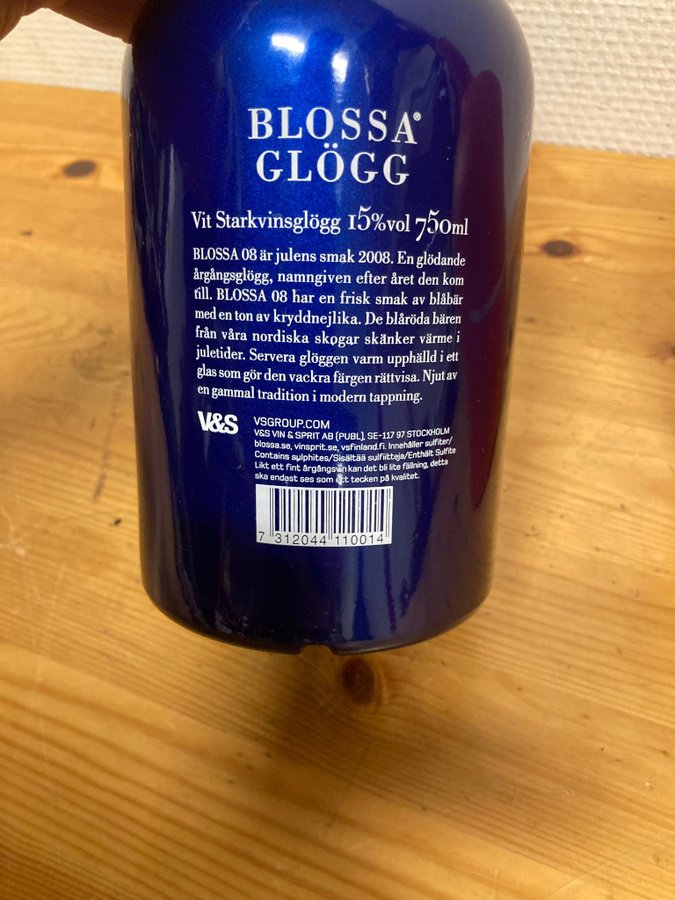 BLOSSA®
GLÖGG
Vit Starkvinsglögg 15%vol 750ml
BLOSSA 08 är julens smak 2008. En glödande
årgångsglögg, namngiven efter året den kom
till. BLOSSA 08 har en frisk smak av blåbär
med en ton av kryddnejlika. De blåröda bären
från våra nordiska skogar skänker värme i
juletider. Servera glöggen varm upphälld i ett
glas som gör den vackra färgen rättvisa. Njut av
en gammal tradition i modern tappning.
V&S VSGROUP.COM
V&S VIN & SPRIT AB (PUBL), SE-117 97 STOCKHOLM
blossa.se, vinsprit.se, vsfinland.fi. Innehåller sulfiter/
Contains sulphites/Sisältää sulfiitteja/Enthält Sulfite
Likt ett fint årgångsvin kan det bli lite fällning, detta
ska endast ses som ett tecken på kvalitet.
7 312044 110014